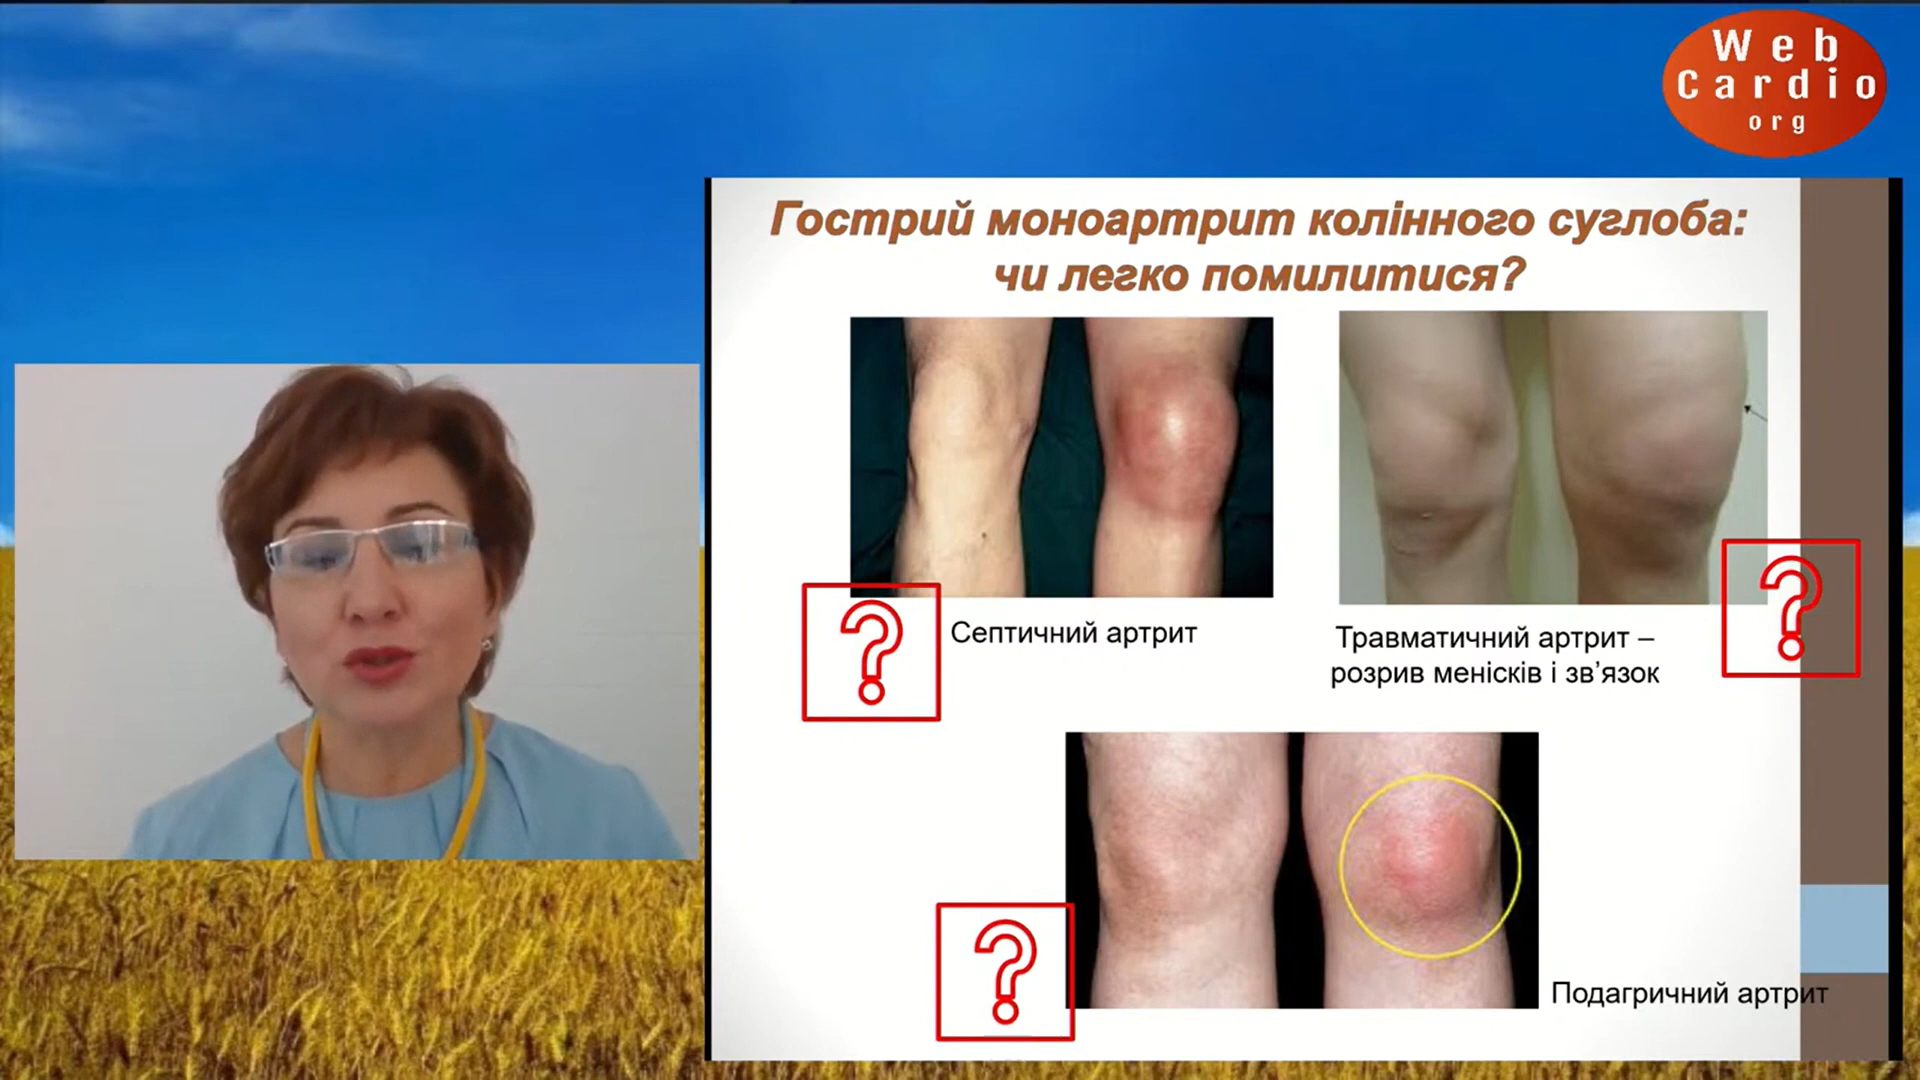 Web
Cardio
org
Гострий моноартрит колінного суглоба:
чи легко помилитися?
?
Септичний артрит
?
Травматичний артрит –
розрив менісків і зв’язок
?
Подагричний артрит